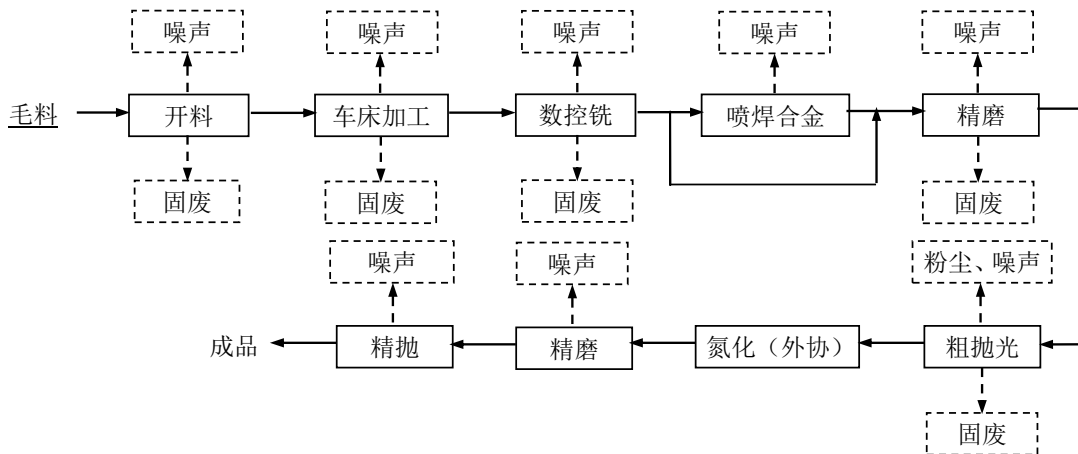 噪声
噪声
噪声
噪声
噪声
毛料
开料
车床加工
数控铣
喷焊合金
精磨
固废
固废
固废
固废
噪声
噪声
粉尘、噪声
成品
精抛
精磨
氮化（外协）
粗抛光
固废